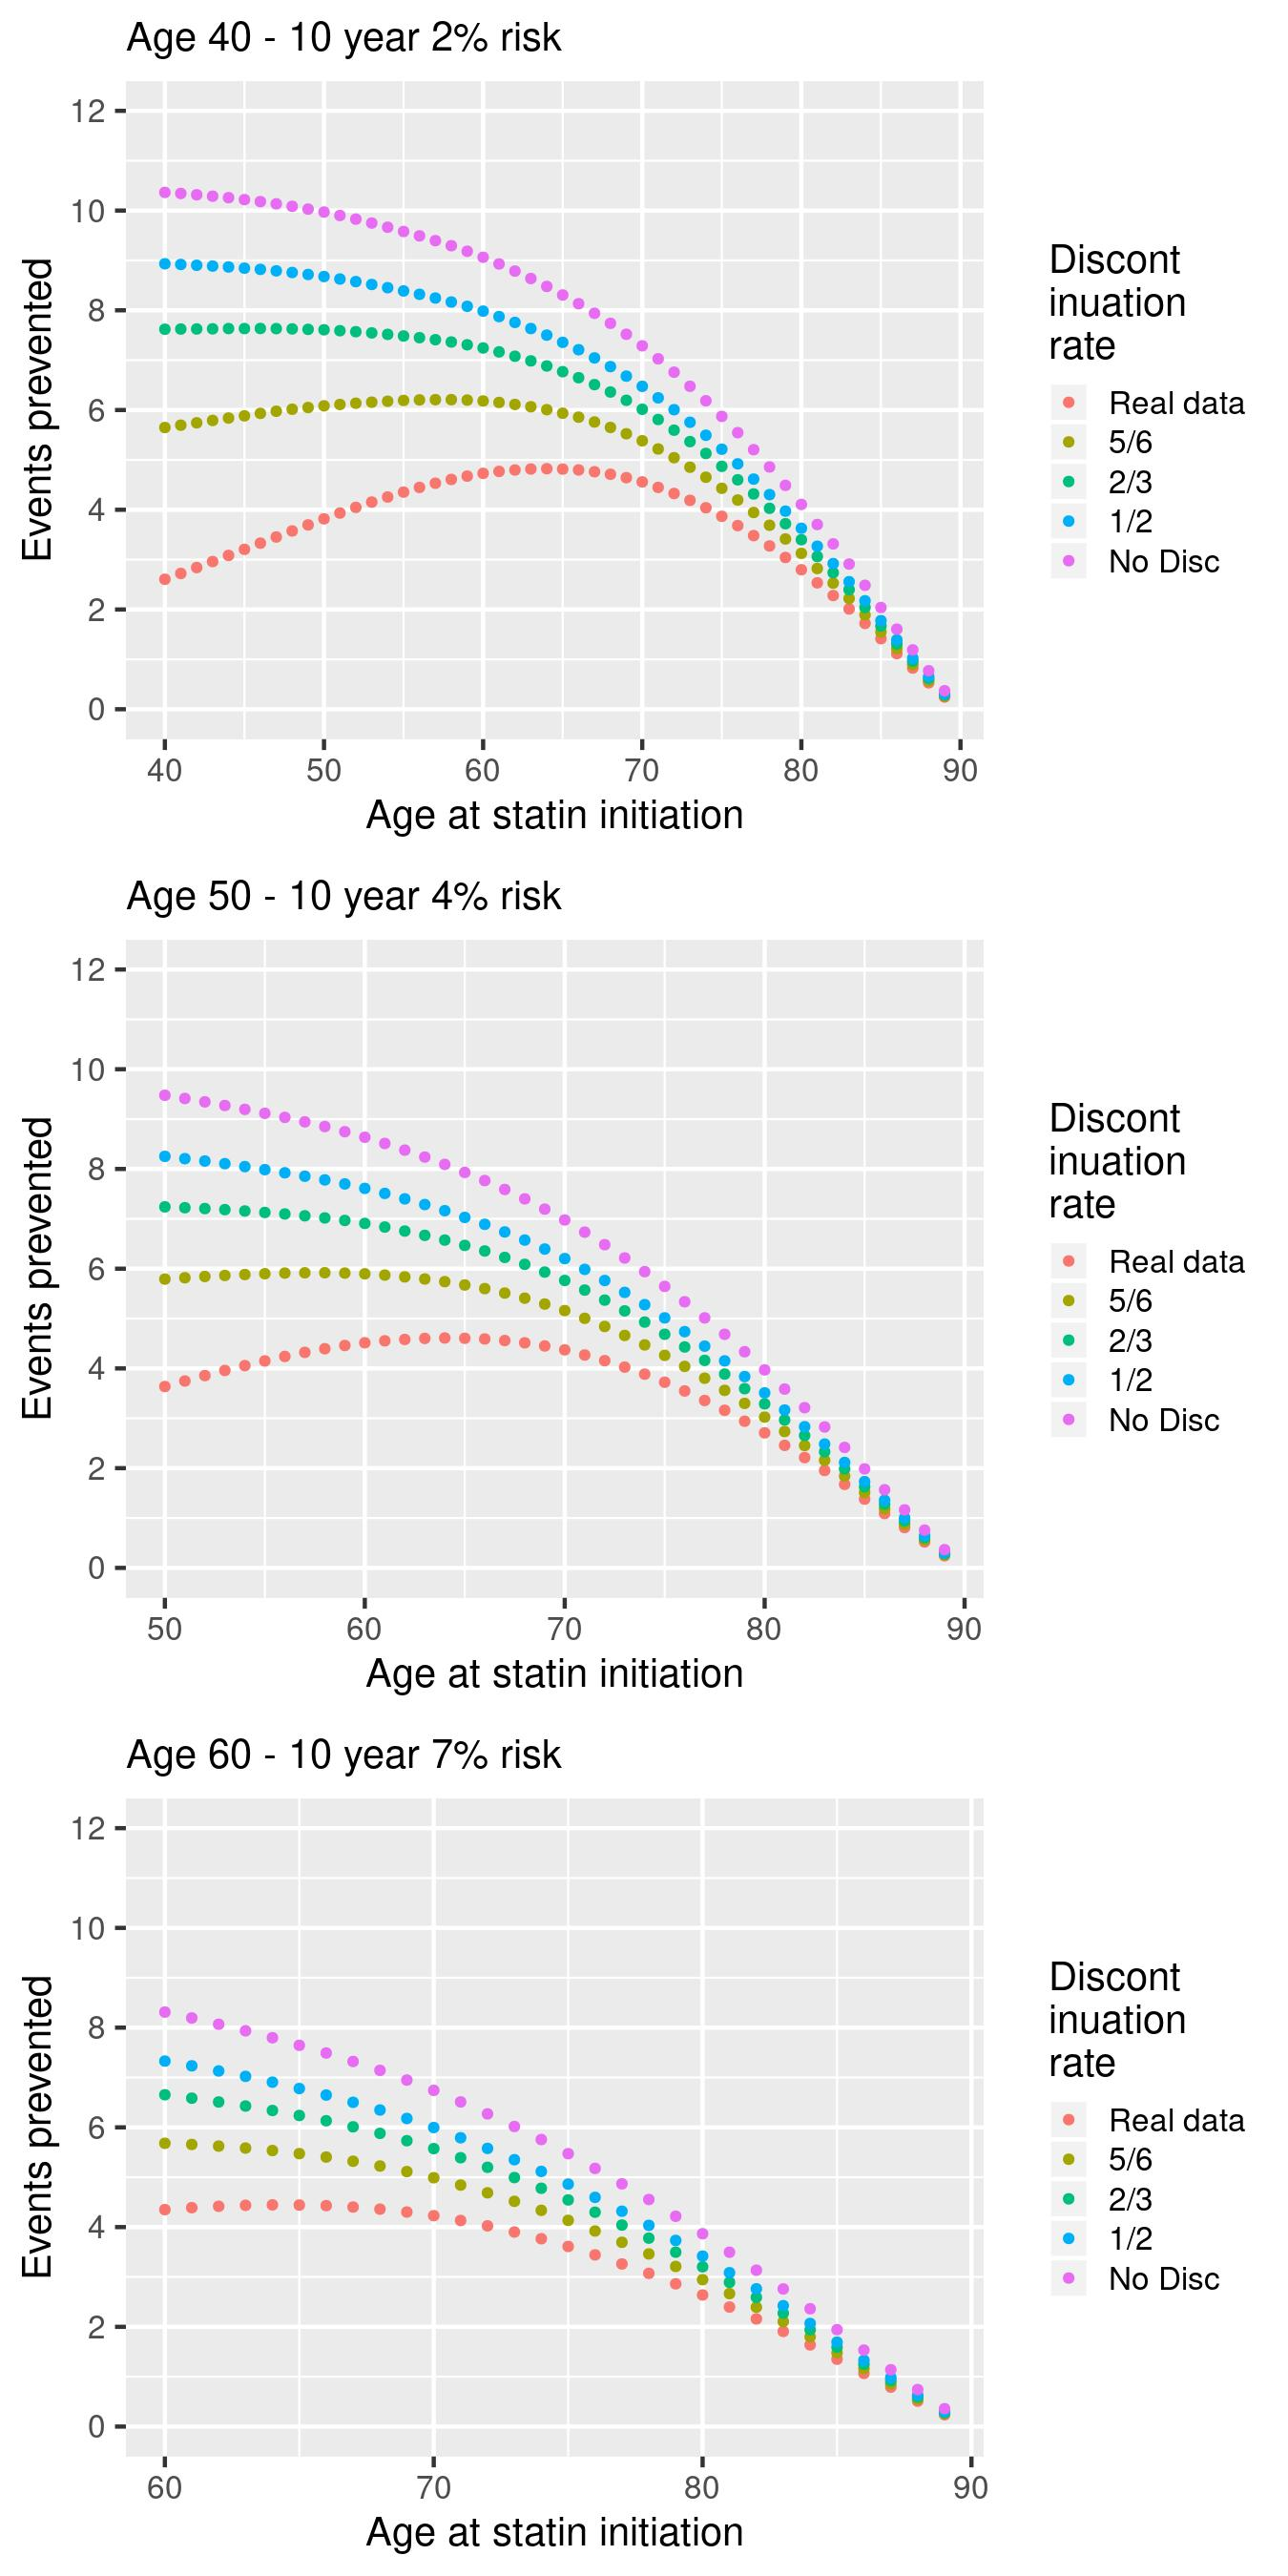 Age 40 - 10 year 2% risk
12
10
8
6
4
2
0
Events prevented
40 50 60 70 80 90
Age at statin initiation
Discont
inuation
rate
Real data
5/6
2/3
1/2
No Disc
Age 50 - 10 year 4% risk
12
10
8
6
4
2
0
Events prevented
50 60 70 80 90
Age at statin initiation
Discont
inuation
rate
Real data
5/6
2/3
1/2
No Disc
Age 60 - 10 year 7% risk
12
10
8
6
4
2
0
Events prevented
60 70 80 90
Age at statin initiation
Discont
inuation
rate
Real data
5/6
2/3
1/2
No Disc